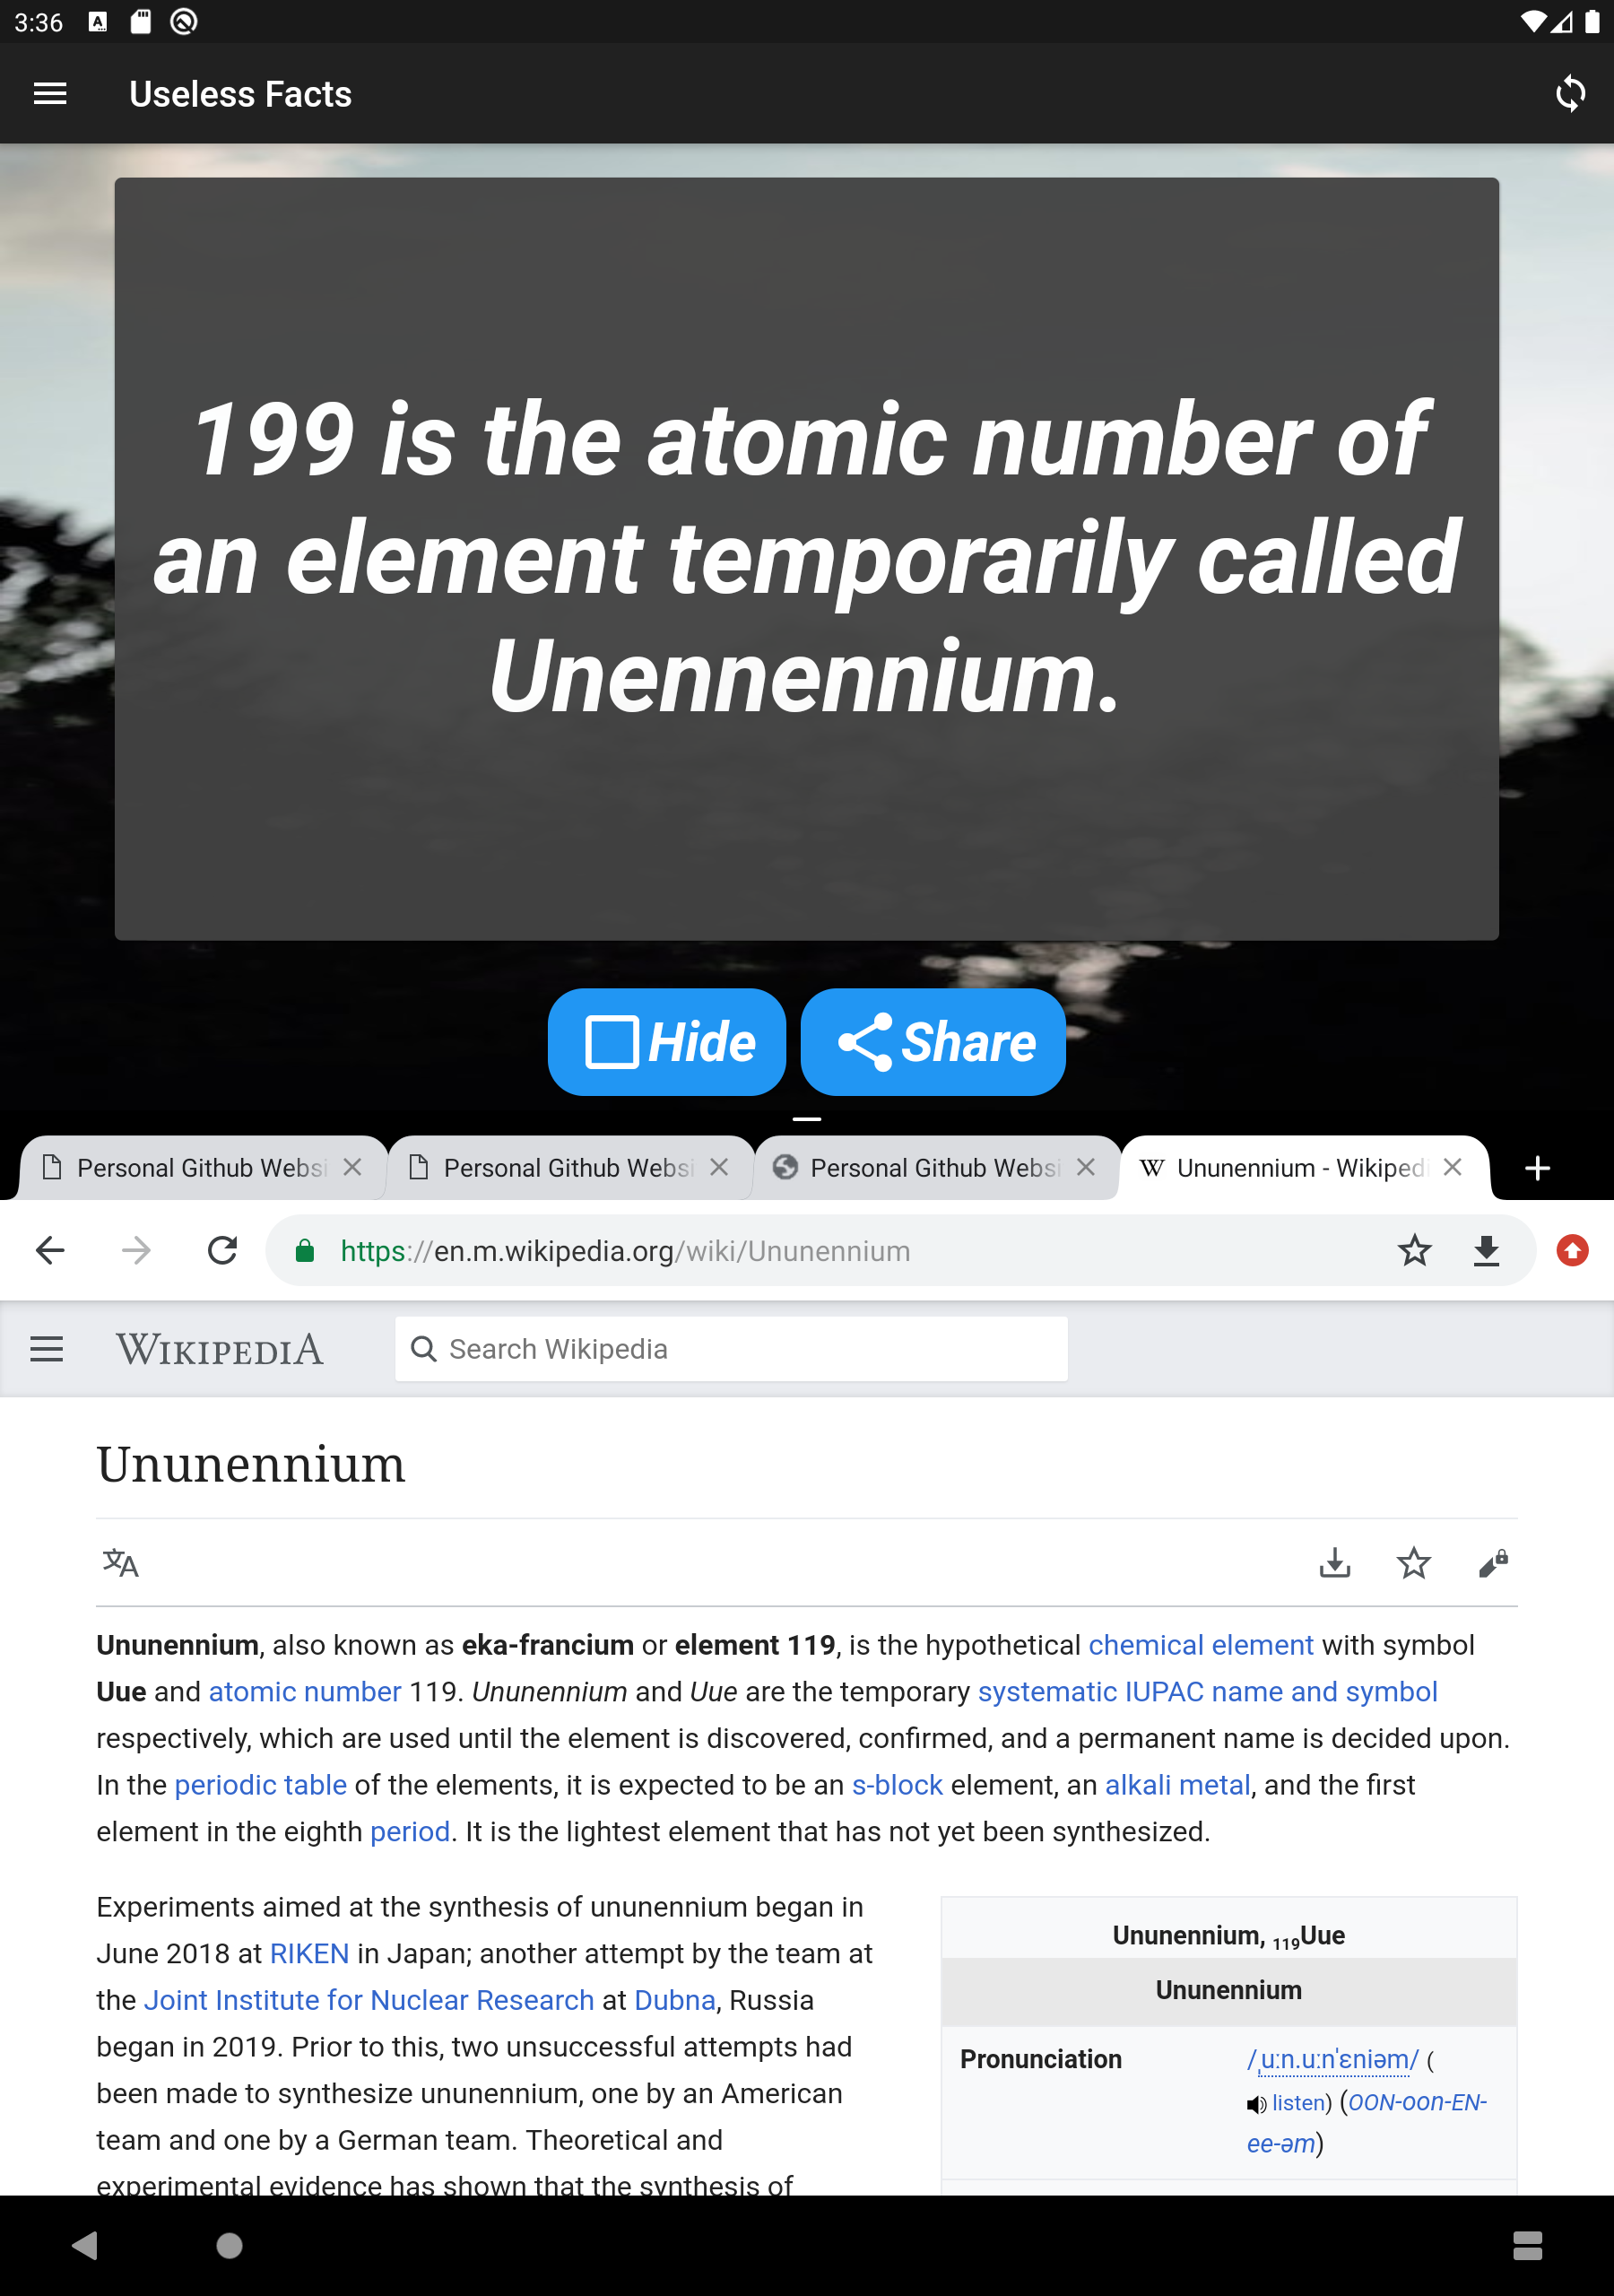 3:36
Useless Facts
199 is the atomic number of
an element temporarily called
Unennennium.
Hide
Share
Personal Github Websi
Personal Github Websi
Personal Github Websi
Ununennium - Wikiped
https://en.m.wikipedia.org/wiki/Ununennium
WIKIPEDIA
Search Wikipedia
Ununennium
Ununennium, also known as eka-francium or element 119, is the hypothetical chemical element with symbol
Uue and atomic number 119. Ununennium and Uue are the temporary systematic IUPAC name and symbol
respectively, which are used until the element is discovered, confirmed, and a permanent name is decided upon.
In the periodic table of the elements, it is expected to be an s-block element, an alkali metal, and the first
element in the eighth period. It is the lightest element that has not yet been synthesized.
Experiments aimed at the synthesis of ununennium began in
June 2018 at RIKEN in Japan; another attempt by the team at
the Joint Institute for Nuclear Research at Dubna, Russia
began in 2019. Prior to this, two unsuccessful attempts had
been made to synthesize ununennium, one by an American
team and one by a German team. Theoretical and
experimental evidence has shown that the synthesis of
Ununennium, 119Uue
Ununennium
Pronunciation
/ˌuːn.uːnˈɛniəm/ (
listen) (OON-oon-EN-
ee-əm)